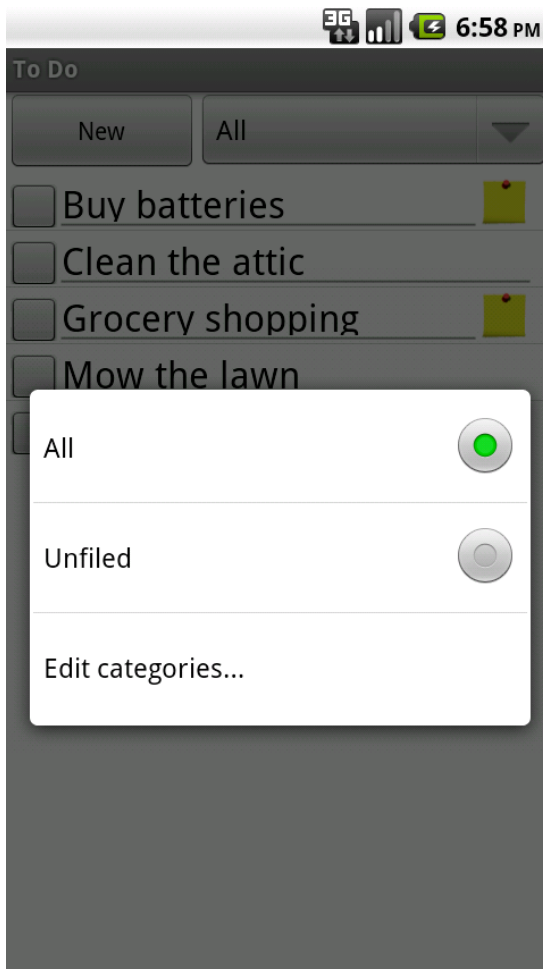 3G 6:58 PM
To Do
New All
Buy batteries
Clean the attic
Grocery shopping
Mow the lawn
All
Unfiled
Edit categories...